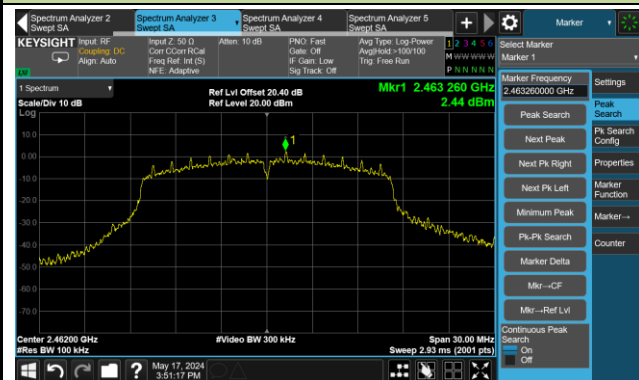 Spectrum Analyzer 2
Swept SA
Spectrum Analyzer 3
Swept SA
Spectrum Analyzer 4
Swept SA
Spectrum Analyzer 5
Swept SA
Marker
KEYSIGHT
Input: RF
Coupling: DC
Align: Auto
Input Z: 50 Ω
Corr CCorr RCal
Freq Ref: Int (S)
NFE: Adaptive
Atten: 10 dB
PNO: Fast
Gate: Off
IF Gain: Low
Sig Track: Off
Avg Type: Log-Power
Avg|Hold:>100/100
Trig: Free Run
1 2 3 4 5 6
M W W W W W
P N N N N N
Select Marker
Marker 1
1 Spectrum
Scale/Div 10 dB
Log
Ref Lvl Offset 20.40 dB
Ref Level 20.00 dBm
Mkr1 2.463 260 GHz
2.44 dBm
10.0
0.00
-10.0
-20.0
-30.0
-40.0
-50.0
-60.0
-70.0
1
Center 2.46200 GHz
#Res BW 100 kHz
#Video BW 300 kHz
Span 30.00 MHz
Sweep 2.93 ms (2001 pts)
Marker Frequency
2.463260000 GHz
Peak Search
Next Peak
Next Pk Right
Next Pk Left
Minimum Peak
Pk-Pk Search
Marker Delta
Mkr→CF
Mkr→Ref Lvl
Continuous Peak
Search
On
Off
Settings
Peak
Search
Pk Search
Config
Properties
Marker
Function
Marker→
Counter
May 17, 2024
3:51:17 PM